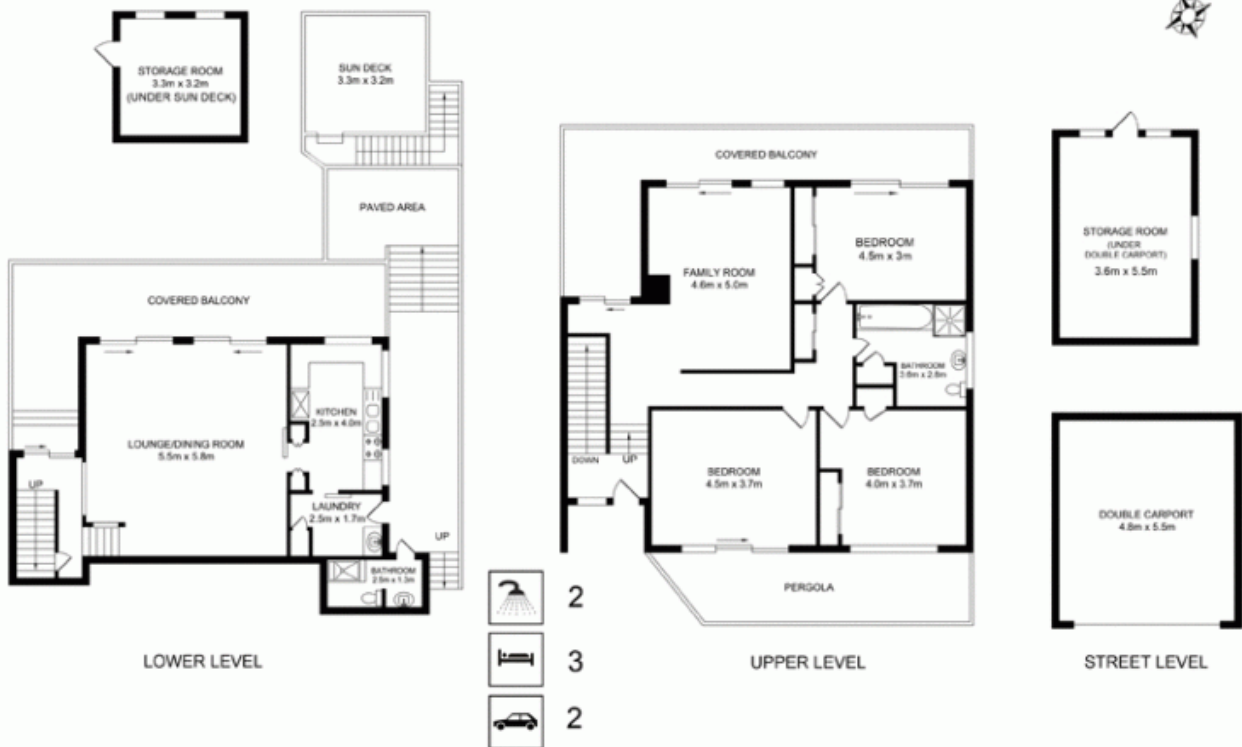 STORAGE ROOM
3.3m x 3.2m
(UNDER SUN DECK)
SUN DECK
3.3m x 3.2m
PAVED AREA
COVERED BALCONY
LOUNGE/DINING ROOM
5.5m x 5.8m
KITCHEN
2.5m x 4.0m
LAUNDRY
2.5m x 1.7m
BATHROOM
2.5m x 1.3m
UP
UP
LOWER LEVEL
2
3
2
COVERED BALCONY
FAMILY ROOM
4.6m x 5.0m
BEDROOM
4.5m x 3m
BATHROOM
3.6m x 2.8m
DOWN
UP
BEDROOM
4.5m x 3.7m
BEDROOM
4.0m x 3.7m
PERGOLA
UPPER LEVEL
STORAGE ROOM
(UNDER
DOUBLE CARPORT)
3.6m x 5.5m
DOUBLE CARPORT
4.8m x 5.5m
STREET LEVEL